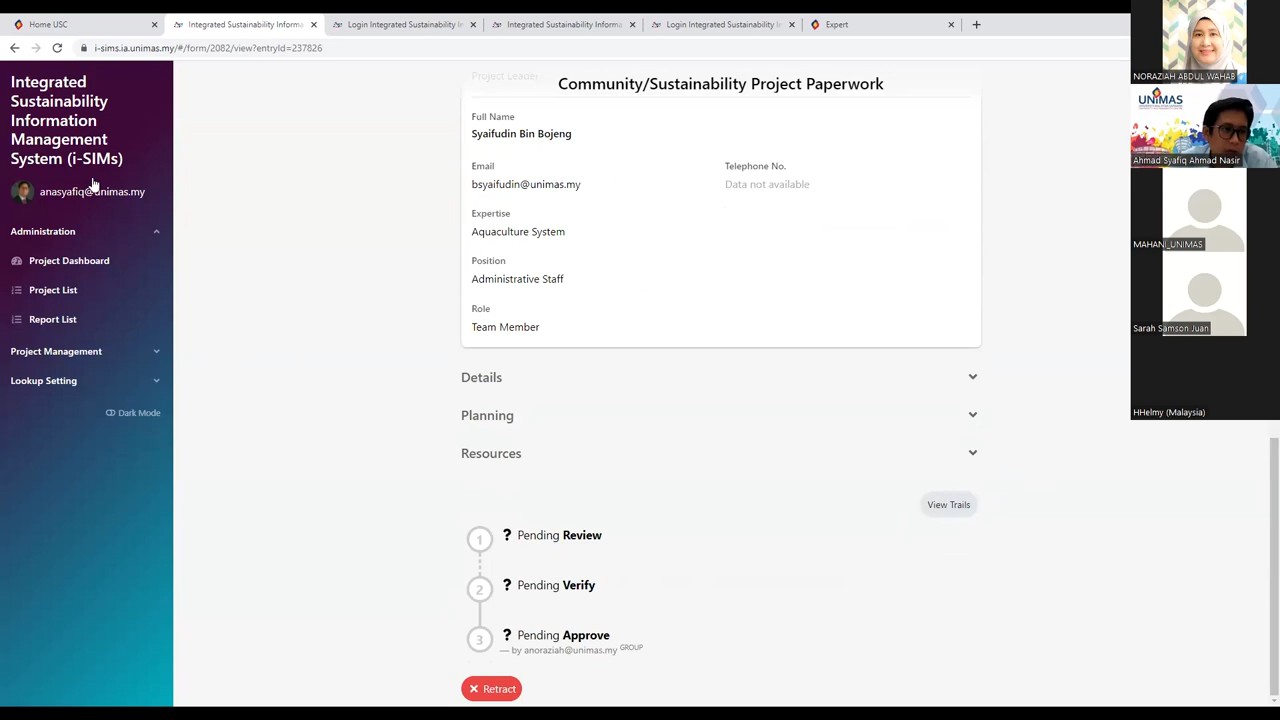 Home USC
Integrated Sustainability Informa
Login Integrated Sustainability In
Integrated Sustainability Informa
Login Integrated Sustainability In
Expert
i-sims.ia.unimas.my/#/form/2082/view?entryId=237826
Integrated
Sustainability
Information
Management
System (i-SIMs)
anasyafiq@unimas.my
Administration
Project Dashboard
Project List
Report List
Project Management
Lookup Setting
Dark Mode
Project Leader
Community/Sustainability Project Paperwork
Full Name
Syaifudin Bin Bojeng
Email
Telephone No.
bsyaifudin@unimas.my
Data not available
Expertise
Aquaculture System
Position
Administrative Staff
Role
Team Member
Details
Planning
Resources
View Trails
1
? Pending Review
2
? Pending Verify
3
? Pending Approve
— by anoraziah@unimas.my GROUP
× Retract
NORAZIAH ABDUL WAHAB
UNIMAS
Ahmad Syafiq Ahmad Nasir
MAHANI_UNIMAS
Sarah Samson Juan
HHelmy (Malaysia)